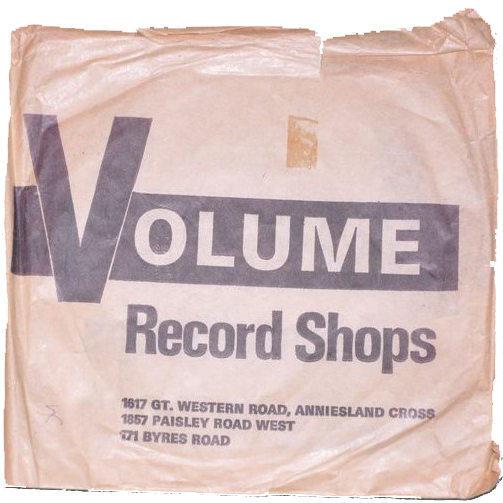 VOLUME
Record Shops
1617 GT. WESTERN ROAD, ANNIESLAND CROSS
1857 PAISLEY ROAD WEST
171 BYRES ROAD